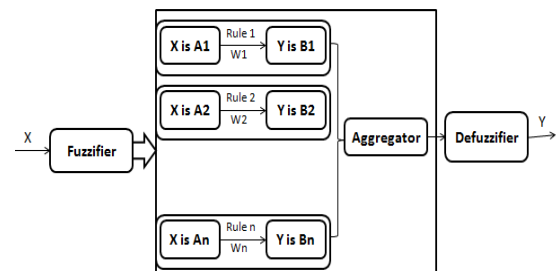 Rule 1
X is A1
Y is B1
W1
Rule 2
X is A2
Y is B2
W2
X
Fuzzifier
Aggregator
Defuzzifier
Y
Rule n
X is An
Y is Bn
Wn